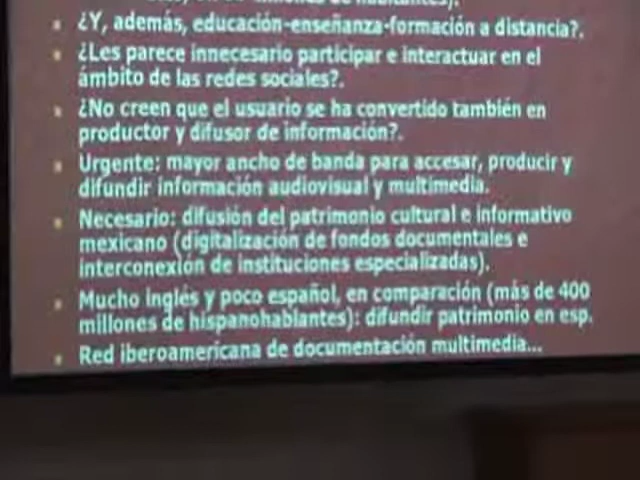 millones de habitantes).
¿Y, además, educación-enseñanza-formación a distancia?.
¿Les parece innecesario participar e interactuar en el
ámbito de las redes sociales?.
¿No creen que el usuario se ha convertido también en
productor y difusor de información?.
Urgente: mayor ancho de banda para accesar, producir y
difundir información audiovisual y multimedia.
Necesario: difusión del patrimonio cultural e informativo
mexicano (digitalización de fondos documentales e
interconexión de instituciones especializadas).
Mucho inglés y poco español, en comparación (más de 400
millones de hispanohablantes): difundir patrimonio en esp.
Red iberoamericana de documentación multimedia...